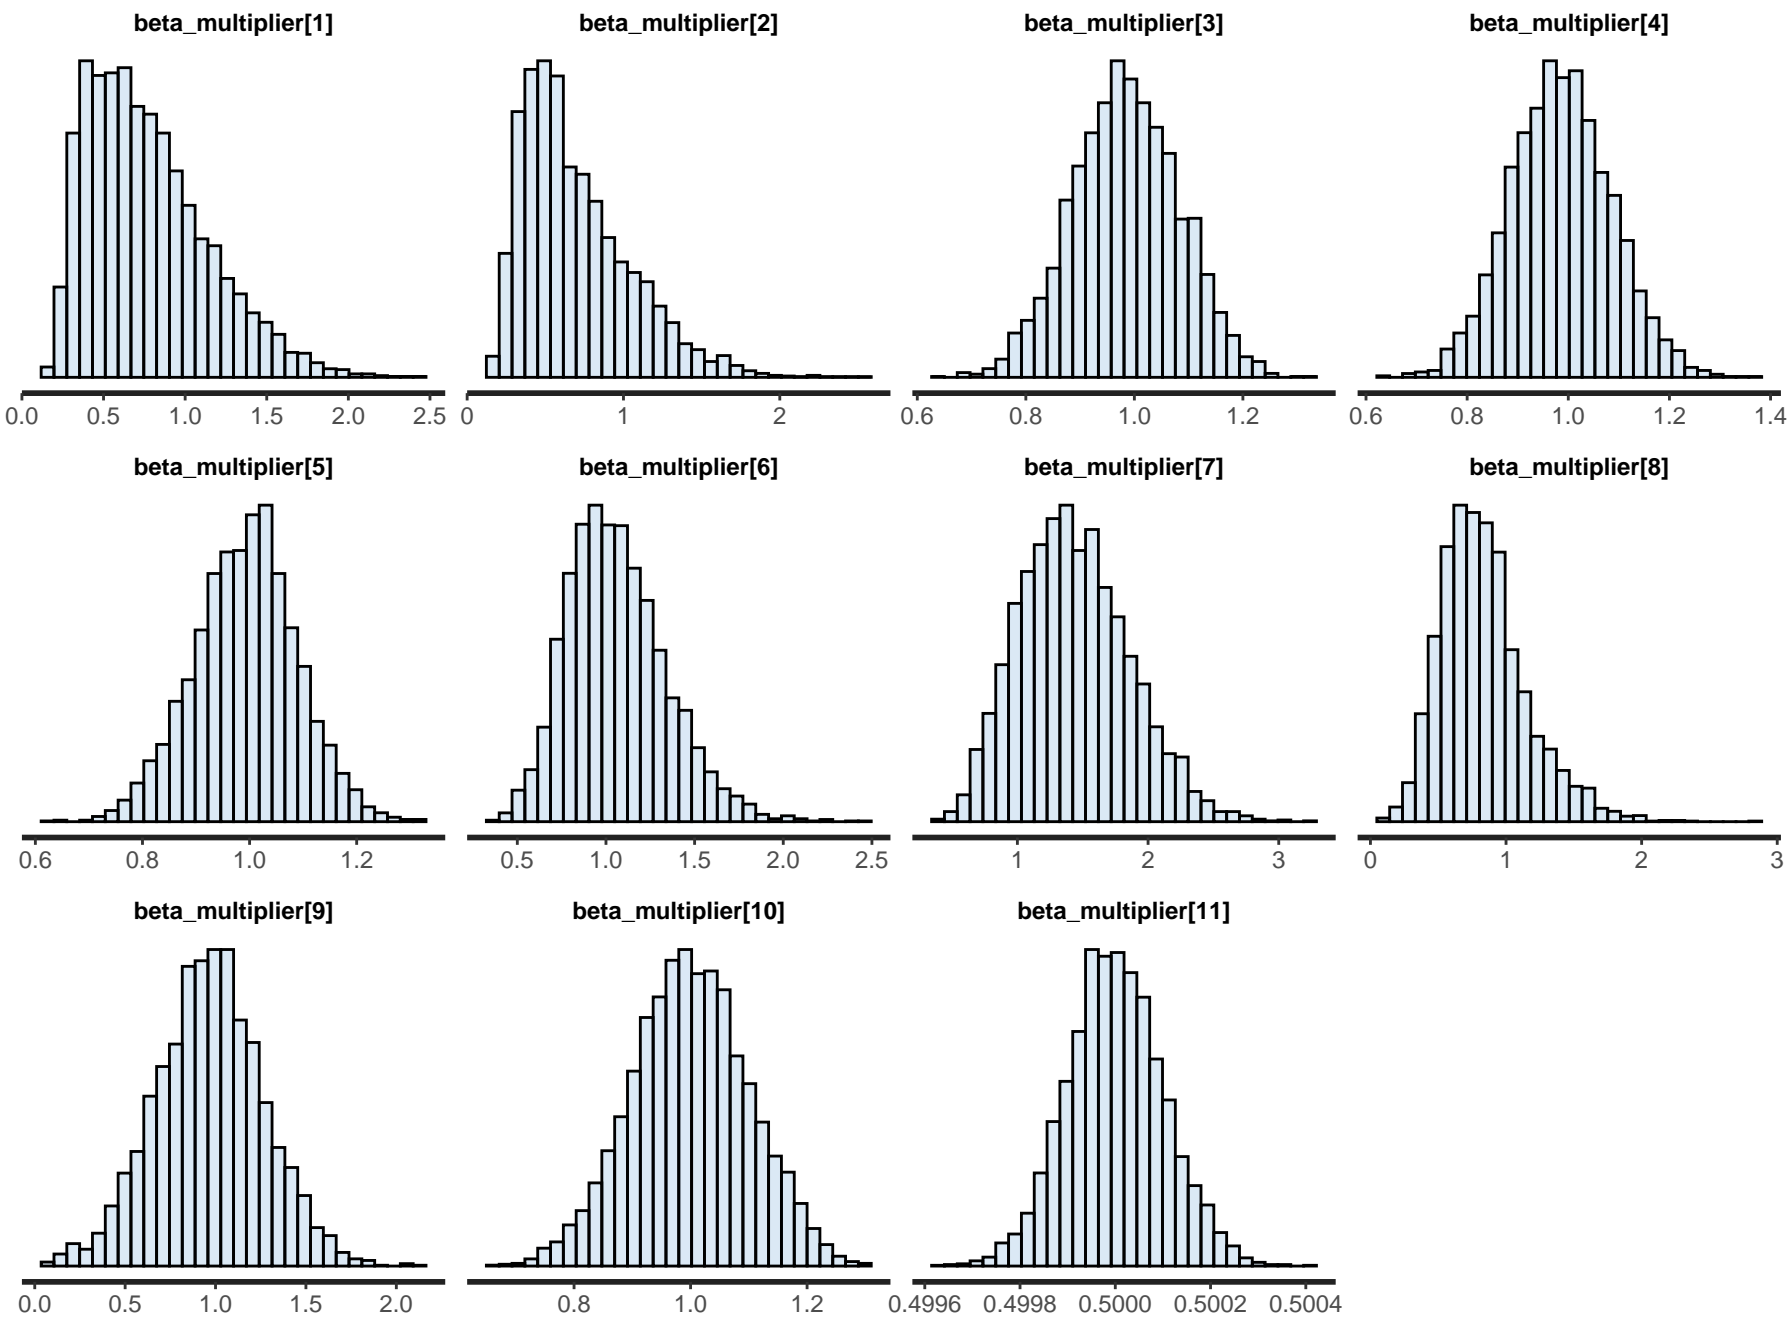 beta_multiplier[1] beta_multiplier[2] beta_multiplier[3] beta_multiplier[4]
0.0 0.5 1.0 1.5 2.0 2.5 0 1 2 0.6 0.8 1.0 1.2 0.6 0.8 1.0 1.2 1.4
beta_multiplier[5] beta_multiplier[6] beta_multiplier[7] beta_multiplier[8]
0.6 0.8 1.0 1.2 0.5 1.0 1.5 2.0 2.5 1 2 3 0 1 2 3
beta_multiplier[9] beta_multiplier[10] beta_multiplier[11]
0.0 0.5 1.0 1.5 2.0 0.8 1.0 1.2 0.4996 0.4998 0.5000 0.5002 0.5004